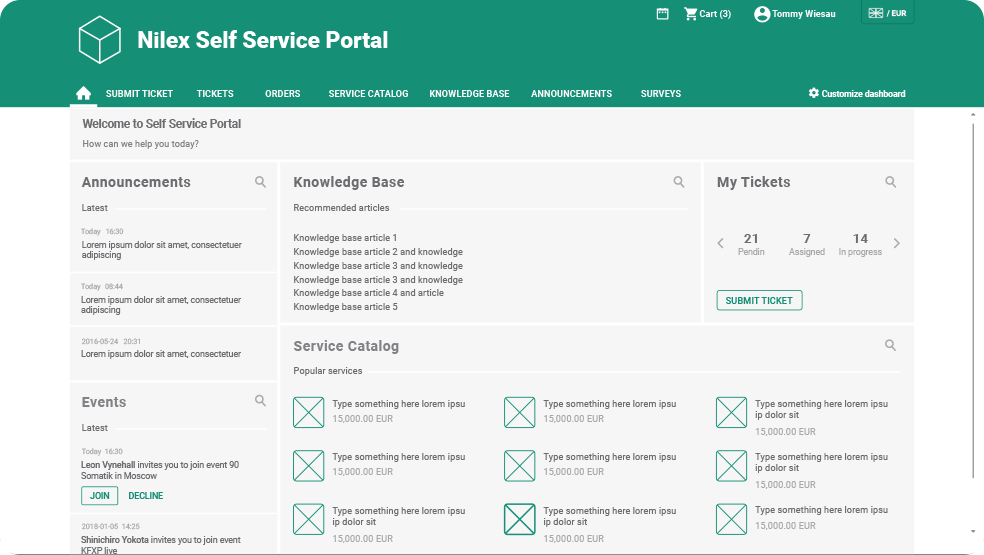 Cart (3)
Tommy Wiesau
/ EUR
Nilex Self Service Portal
SUBMIT TICKET
TICKETS
ORDERS
SERVICE CATALOG
KNOWLEDGE BASE
ANNOUNCEMENTS
SURVEYS
Customize dashboard
Welcome to Self Service Portal
How can we help you today?
Announcements
Latest
Today 16:30
Lorem ipsum dolor sit amet, consectetuer
adipiscing
Today 08:44
Lorem ipsum dolor sit amet, consectetuer
adipiscing
2016-05-24 20:31
Lorem ipsum dolor sit amet, consectetuer
Events
Latest
Today 16:30
Leon Vynehall invites you to join event 90
Somatik in Moscow
JOIN
DECLINE
2018-01-05 14:25
Shinichiro Yokota invites you to join event
KFXP live
Knowledge Base
Recommended articles
Knowledge base article 1
Knowledge base article 2 and knowledge
Knowledge base article 3 and knowledge
Knowledge base article 3 and knowledge
Knowledge base article 4 and article
Knowledge base article 5
My Tickets
21
Pendin
7
Assigned
14
In progress
SUBMIT TICKET
Service Catalog
Popular services
Type something here lorem ipsu
15,000.00 EUR
Type something here lorem ipsu
15,000.00 EUR
Type something here lorem ipsu
ip dolor sit
15,000.00 EUR
Type something here lorem ipsu
15,000.00 EUR
Type something here lorem ipsu
15,000.00 EUR
Type something here lorem ipsu
ip dolor sit
15,000.00 EUR
Type something here lorem ipsu
ip dolor sit
15,000.00 EUR
Type something here lorem ipsu
ip dolor sit
15,000.00 EUR
Type something here lorem ipsu
15,000.00 EUR